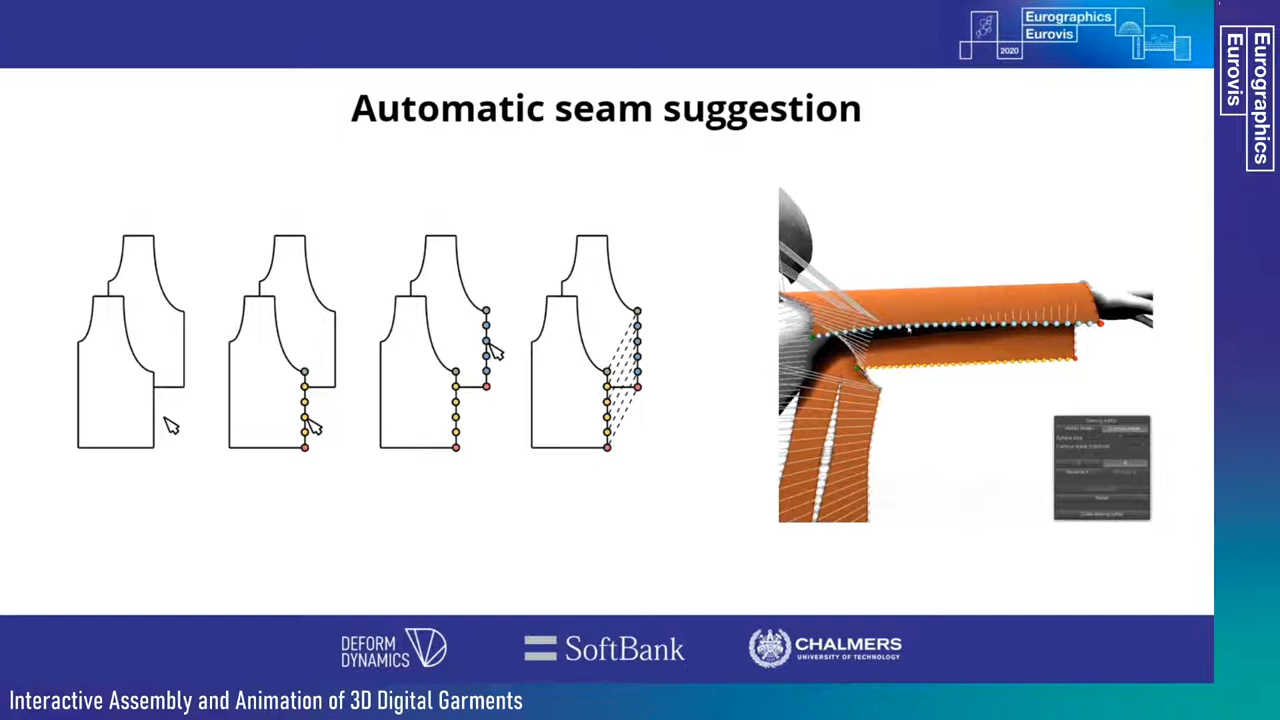 Eurographics
Eurovis
2020
Eurographics
Eurovis
Automatic seam suggestion
DEFORM
DYNAMICS
SoftBank
CHALMERS
UNIVERSITY OF TECHNOLOGY
Interactive Assembly and Animation of 3D Digital Garments